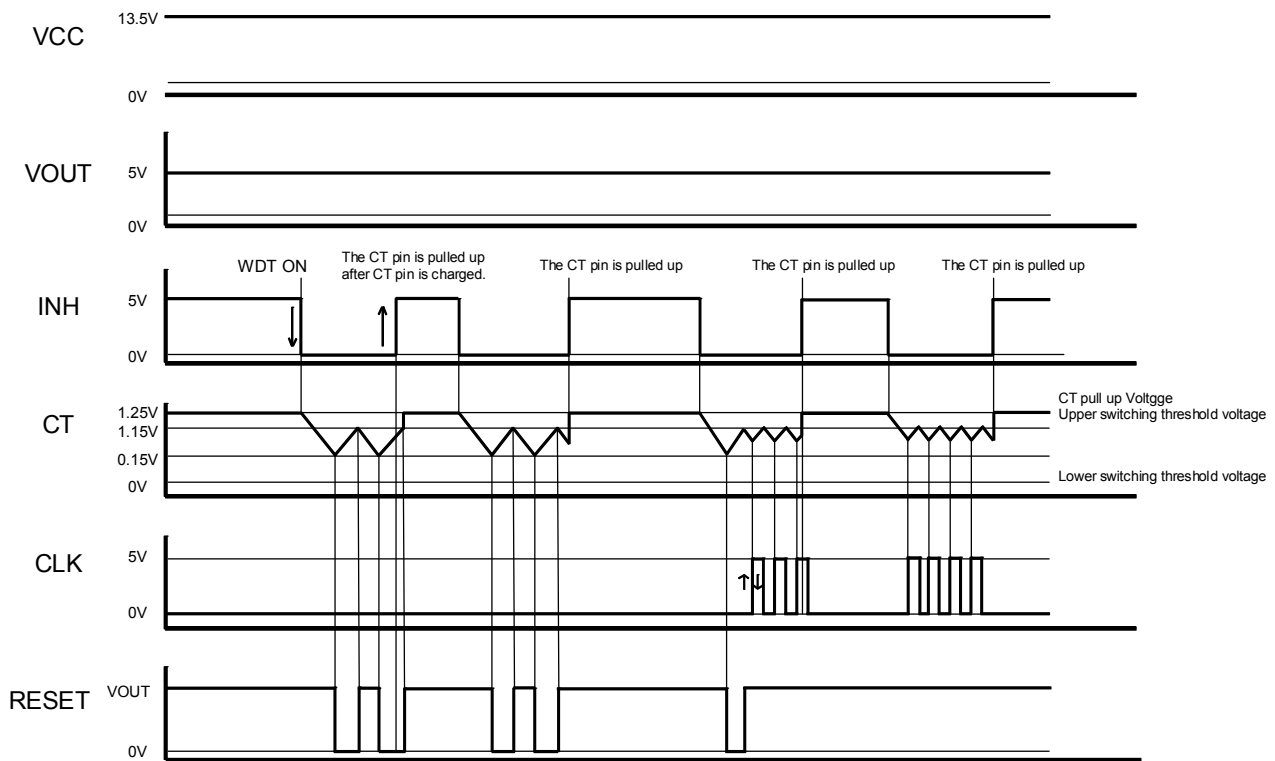 VCC
13.5V
0V
VOUT
5V
0V
INH
5V
0V
WDT ON
The CT pin is pulled up
after CT pin is charged.
The CT pin is pulled up
The CT pin is pulled up
The CT pin is pulled up
CT
1.25V
1.15V
0.15V
0V
CT pull up Voltgge
Upper switching threshold voltage
Lower switching threshold voltage
CLK
5V
0V
RESET
VOUT
0V